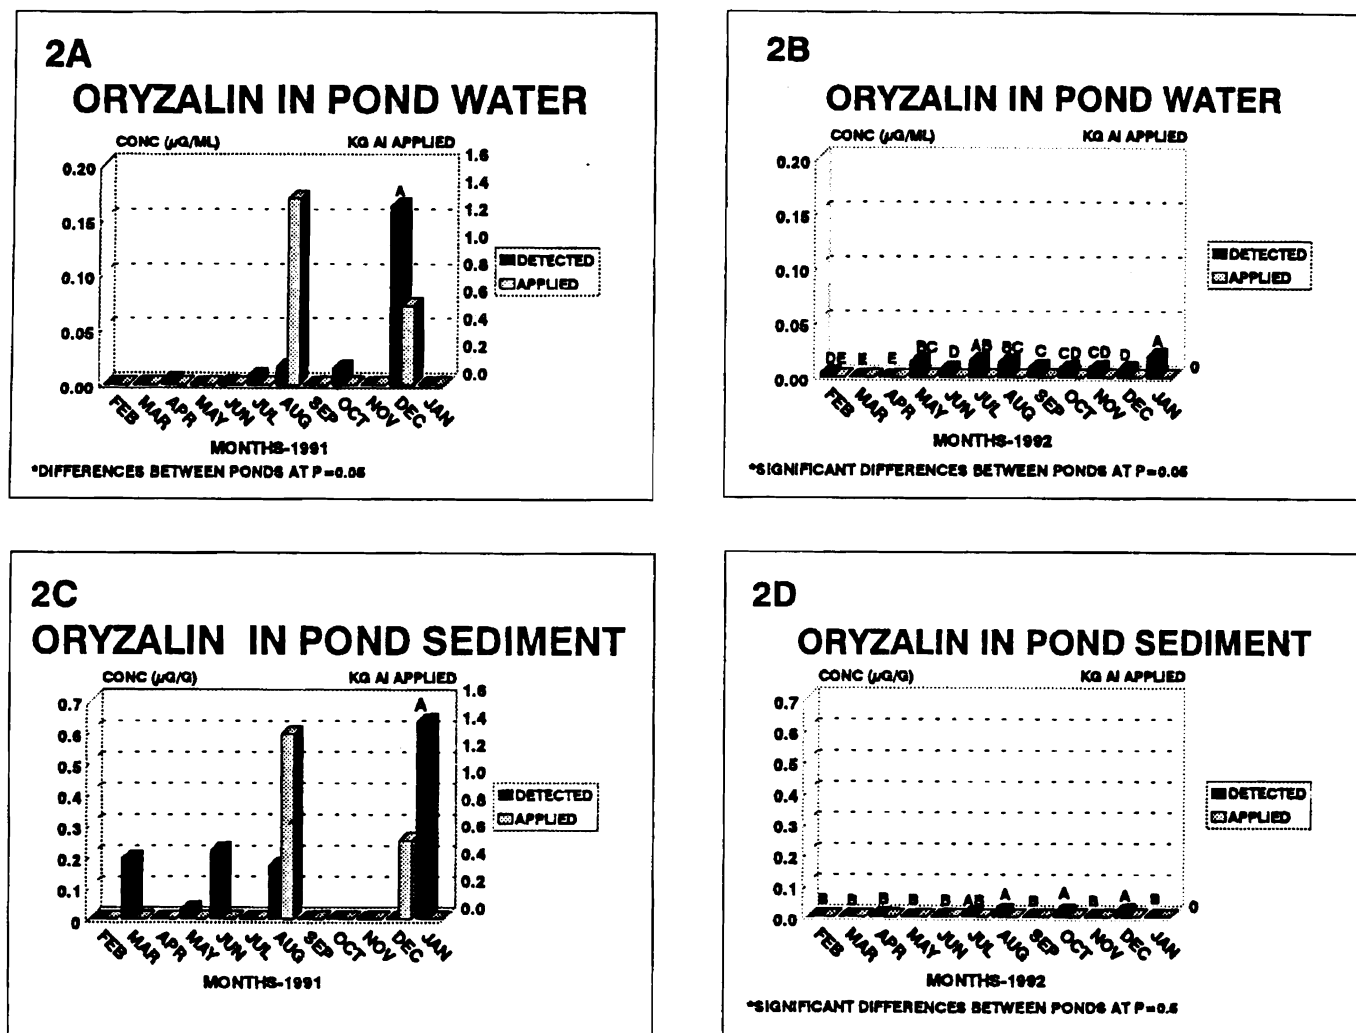 2A
ORYZALIN IN POND WATER
CONC (µG/ML) KG AI APPLIED
0.20
0.15
0.10
0.05
0.00
1.6
1.4
1.2
1.0
0.8
0.6
0.4
0.2
0.0
A
DETECTED
APPLIED
FEB MAR APR MAY JUN JUL AUG SEP OCT NOV DEC JAN
MONTHS-1991
*DIFFERENCES BETWEEN PONDS AT P=0.05
2B
ORYZALIN IN POND WATER
CONC (µG/ML) KG AI APPLIED
0.20
0.15
0.10
0.05
0.00
0
DE E E BC D AB BC C CD CD D A
DETECTED
APPLIED
FEB MAR APR MAY JUN JUL AUG SEP OCT NOV DEC JAN
MONTHS-1992
*SIGNIFICANT DIFFERENCES BETWEEN PONDS AT P=0.05
2C
ORYZALIN IN POND SEDIMENT
CONC (µG/G) KG AI APPLIED
0.7
0.6
0.5
0.4
0.3
0.2
0.1
0
1.6
1.4
1.2
1.0
0.8
0.6
0.4
0.2
0.0
A
DETECTED
APPLIED
FEB MAR APR MAY JUN JUL AUG SEP OCT NOV DEC JAN
MONTHS-1991
2D
ORYZALIN IN POND SEDIMENT
CONC (µG/G) KG AI APPLIED
0.7
0.6
0.5
0.4
0.3
0.2
0.1
0.0
0
B B B B B AB A B A B A B
DETECTED
APPLIED
FEB MAR APR MAY JUN JUL AUG SEP OCT NOV DEC JAN
MONTHS-1992
*SIGNIFICANT DIFFERENCES BETWEEN PONDS AT P=0.5